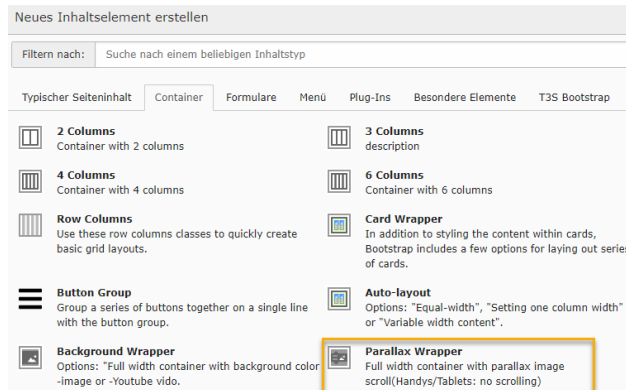 Neues Inhaltselement erstellen
Filtern nach: Suche nach einem beliebigen Inhaltstyp
Typischer Seiteninhalt Container Formulare Menü Plug-Ins Besondere Elemente T3S Bootstrap
2 Columns
Container with 2 columns
3 Columns
description
4 Columns
Container with 4 columns
6 Columns
Container with 6 columns
Row Columns
Use these row columns classes to quickly create
basic grid layouts.
Card Wrapper
In addition to styling the content within cards,
Bootstrap includes a few options for laying out series
of cards.
Button Group
Group a series of buttons together on a single line
with the button group.
Auto-layout
Options: "Equal-width", "Setting one column width"
or "Variable width content".
Background Wrapper
Options: "Full width container with background color
-image or -Youtube vido.
Parallax Wrapper
Full width container with parallax image
scroll(Handys/Tablets: no scrolling)